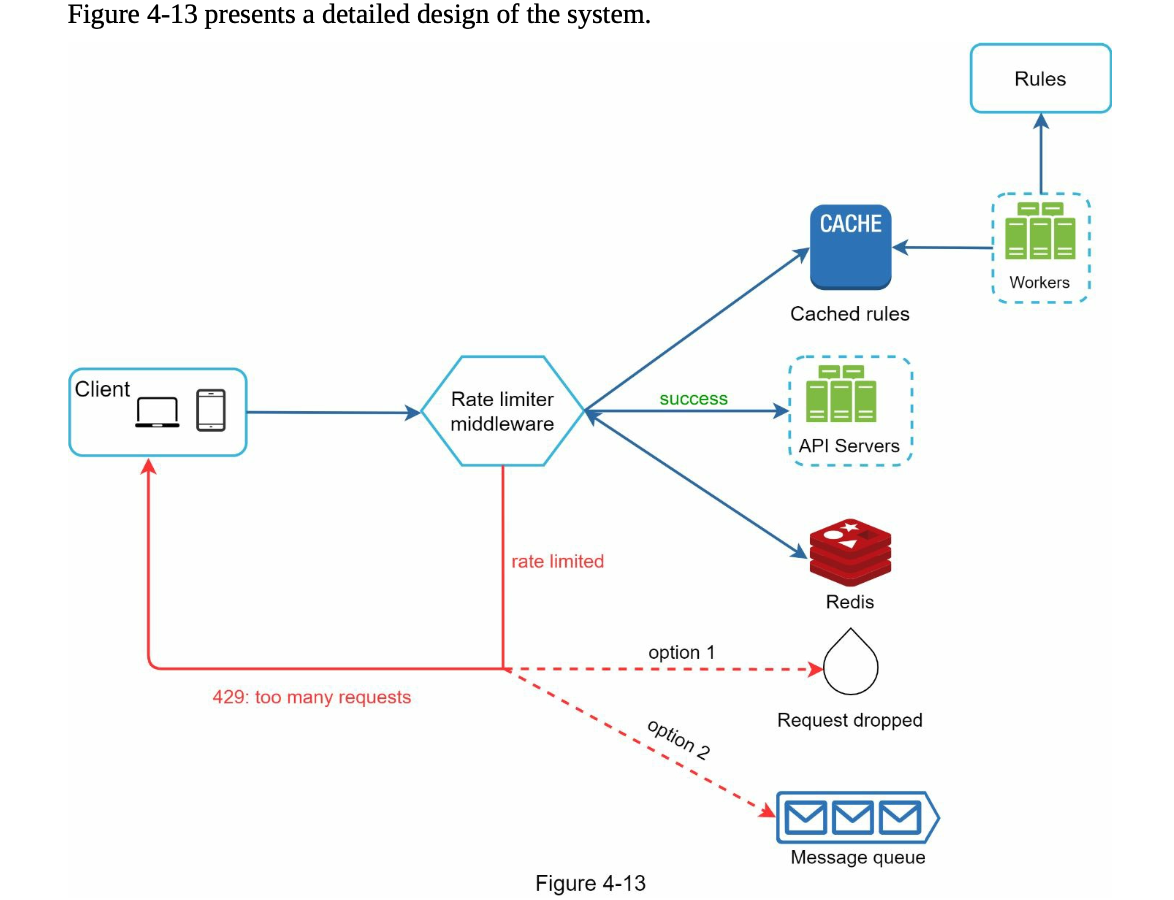 Figure 4-13 presents a detailed design of the system.
Rules
CACHE
Workers
Cached rules
Client
Rate limiter
middleware
success
API Servers
rate limited
Redis
option 1
429: too many requests
Request dropped
option 2
Message queue
Figure 4-13